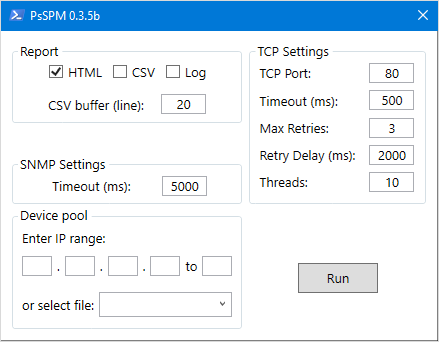 PsSPM 0.3.5b
Report
HTML CSV Log
CSV buffer (line): 20
SNMP Settings
Timeout (ms): 5000
Device pool
Enter IP range:
. . . to
or select file:
TCP Settings
TCP Port: 80
Timeout (ms): 500
Max Retries: 3
Retry Delay (ms): 2000
Threads: 10
Run